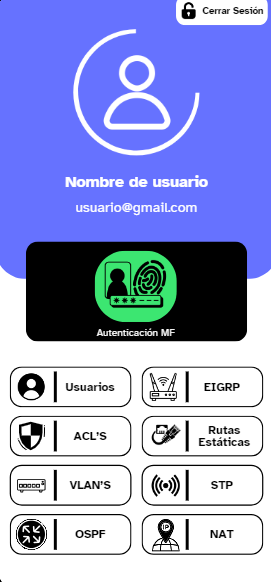 Cerrar Sesión
Nombre de usuario
usuario@gmail.com
Autenticación MF
Usuarios
EIGRP
ACL'S
Rutas
Estáticas
VLAN'S
STP
OSPF
NAT